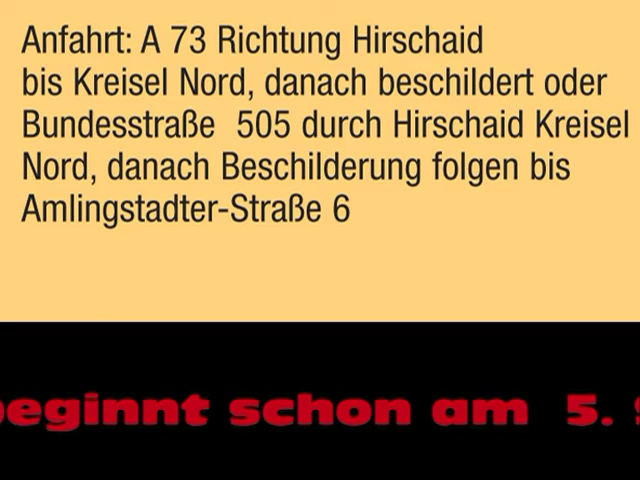 Anfahrt: A 73 Richtung Hirschaid
bis Kreisel Nord, danach beschildert oder
Bundesstraße 505 durch Hirschaid Kreisel
Nord, danach Beschilderung folgen bis
Amlingstadter-Straße 6
beginnt schon am 5.